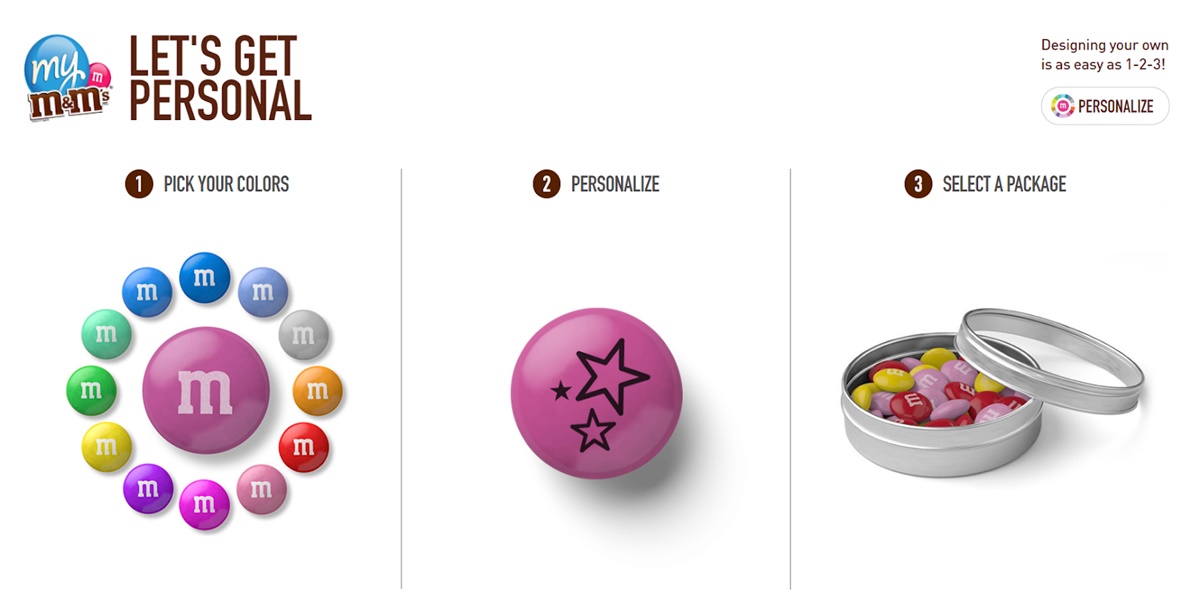 my m
m&m's
LET'S GET
PERSONAL
Designing your own
is as easy as 1-2-3!
m PERSONALIZE
1 PICK YOUR COLORS
2 PERSONALIZE
3 SELECT A PACKAGE
m
m
m
m
m
m
m
m
m
m
m
m
m